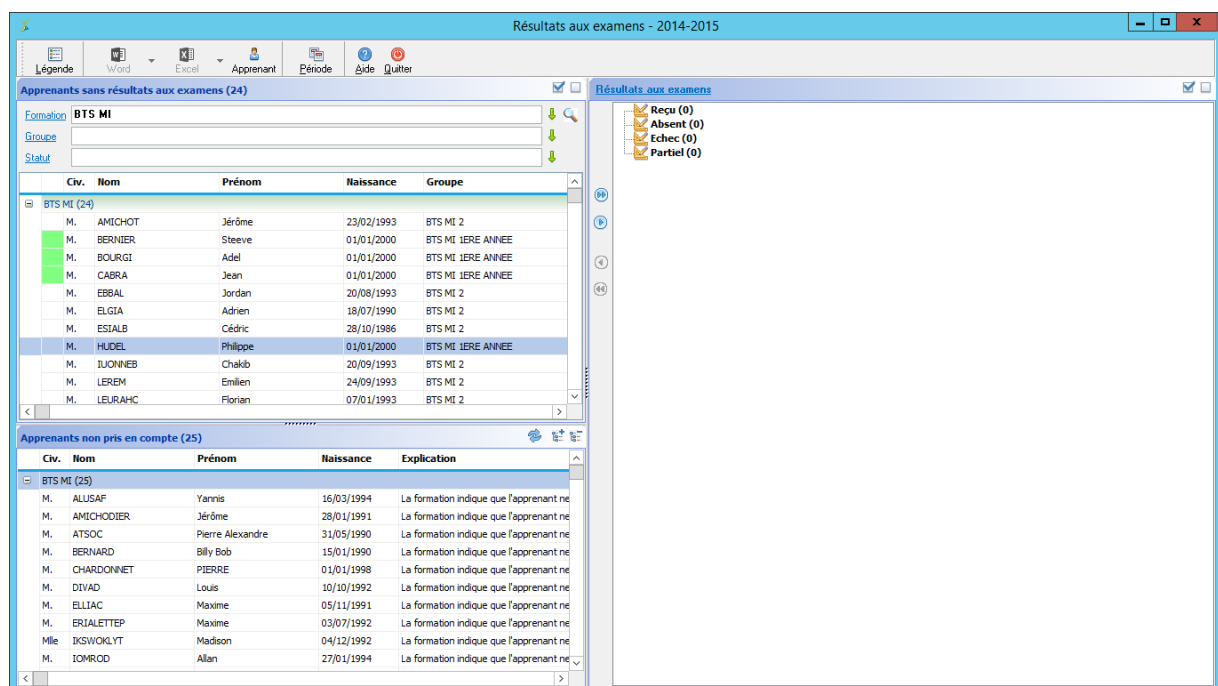 Résultats aux examens - 2014-2015
Légende Word Excel Apprenant Période Aide Quitter
Apprenants sans résultats aux examens (24)
Formation BTS MI
Groupe
Statut
Civ. Nom Prénom Naissance Groupe
BTS MI (24)
M. AMICHOT Jérôme 23/02/1993 BTS MI 2
M. BERNIER Steeve 01/01/2000 BTS MI 1ERE ANNEE
M. BOURGI Adel 01/01/2000 BTS MI 1ERE ANNEE
M. CABRA Jean 01/01/2000 BTS MI 1ERE ANNEE
M. EBBAL Jordan 20/08/1993 BTS MI 2
M. ELGIA Adrien 18/07/1990 BTS MI 2
M. ESIALB Cédric 28/10/1986 BTS MI 2
M. HUDEL Philippe 01/01/2000 BTS MI 1ERE ANNEE
M. IUONNEB Chakib 20/09/1993 BTS MI 2
M. LEREM Emilien 24/09/1993 BTS MI 2
M. LEURAHC Florian 07/01/1993 BTS MI 2
Apprenants non pris en compte (25)
Civ. Nom Prénom Naissance Explication
BTS MI (25)
M. ALUSAF Yannis 16/03/1994 La formation indique que l'apprenant ne
M. AMICHODIER Jérôme 28/01/1991 La formation indique que l'apprenant ne
M. ATSOC Pierre Alexandre 31/05/1990 La formation indique que l'apprenant ne
M. BERNARD Billy Bob 15/01/1990 La formation indique que l'apprenant ne
M. CHARDONNET PIERRE 01/01/1998 La formation indique que l'apprenant ne
M. DIVAD Louis 10/10/1992 La formation indique que l'apprenant ne
M. ELLIAC Maxime 05/11/1991 La formation indique que l'apprenant ne
M. ERIALETTEP Maxime 03/07/1992 La formation indique que l'apprenant ne
Mlle IKSWOKLYT Madison 04/12/1992 La formation indique que l'apprenant ne
M. IOMROD Allan 27/01/1994 La formation indique que l'apprenant ne
Résultats aux examens
Reçu (0)
Absent (0)
Echec (0)
Partiel (0)